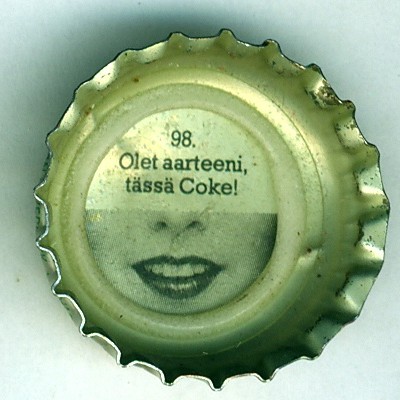 98.
Olet aarteeni,
tässä Coke!